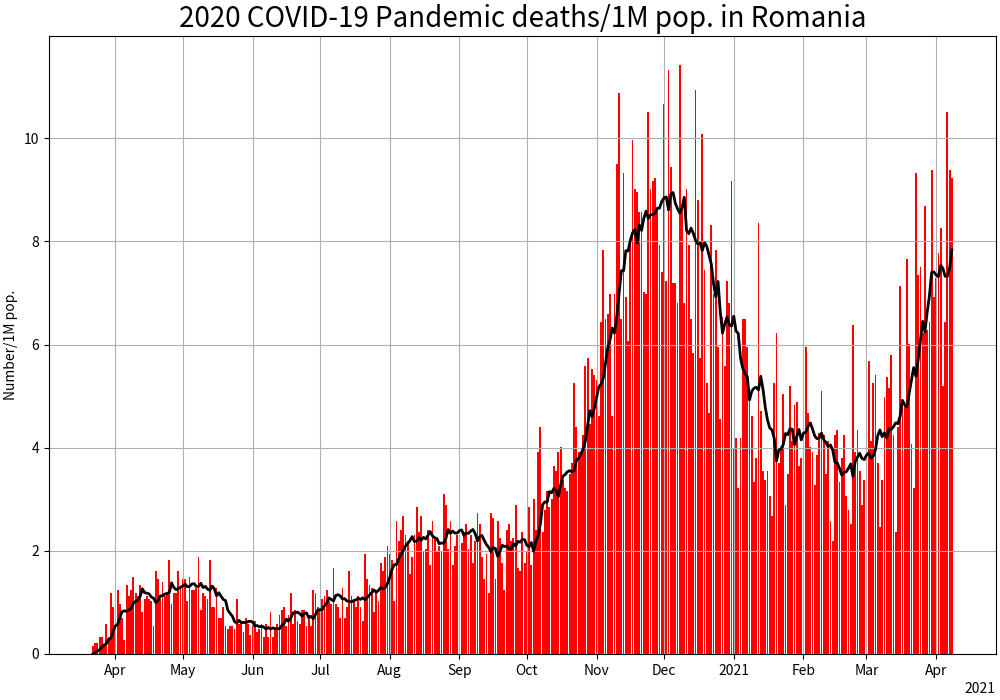 2020 COVID-19 Pandemic deaths/1M pop. in Romania
Number/1M pop.
10
8
6
4
2
0
Apr May Jun Jul Aug Sep Oct Nov Dec 2021 Feb Mar Apr
2021